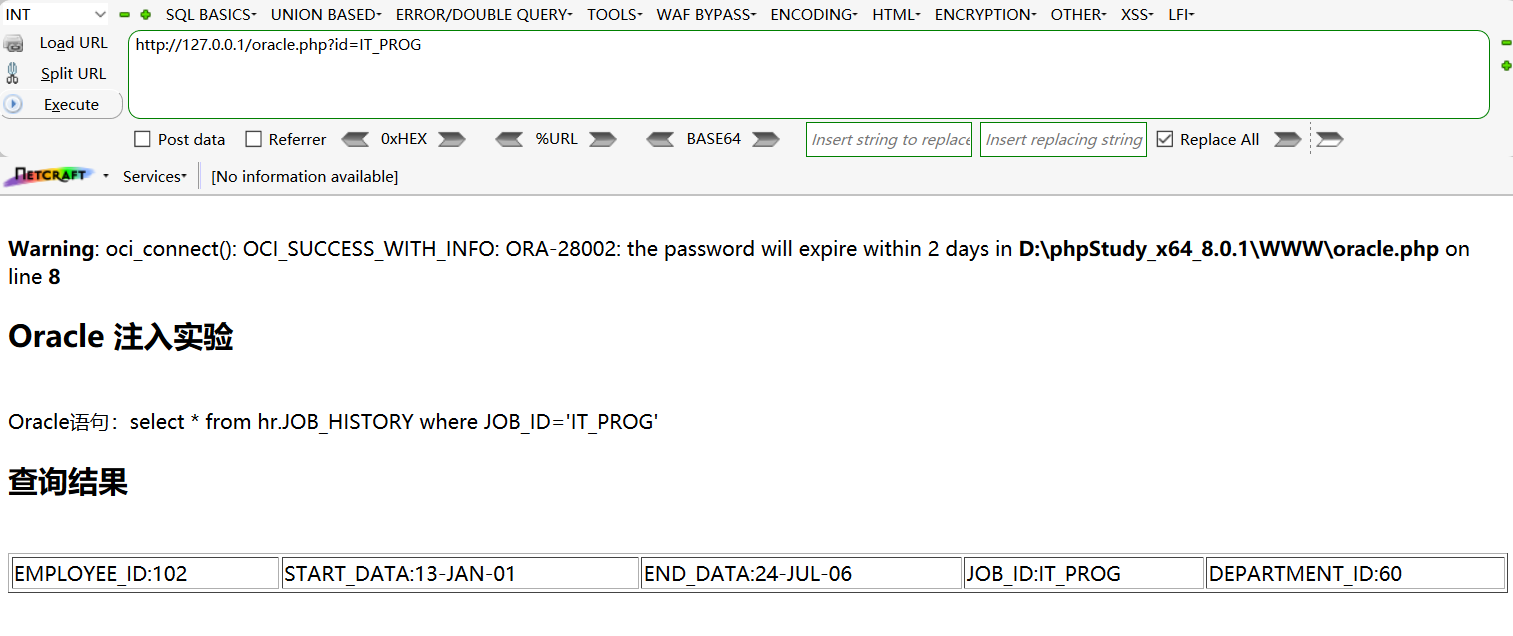 INT SQL BASICS UNION BASED ERROR/DOUBLE QUERY TOOLS WAF BYPASS ENCODING HTML ENCRYPTION OTHER XSS LFI
Load URL http://127.0.0.1/oracle.php?id=IT_PROG
Split URL
Execute
Post data Referrer 0xHEX %URL BASE64 Insert string to replace Insert replacing string Replace All
NETCRAFT Services [No information available]
Warning: oci_connect(): OCI_SUCCESS_WITH_INFO: ORA-28002: the password will expire within 2 days in D:\phpStudy_x64_8.0.1\WWW\oracle.php on
line 8
Oracle 注入实验
Oracle语句：select * from hr.JOB_HISTORY where JOB_ID='IT_PROG'
查询结果
EMPLOYEE_ID:102 START_DATA:13-JAN-01 END_DATA:24-JUL-06 JOB_ID:IT_PROG DEPARTMENT_ID:60